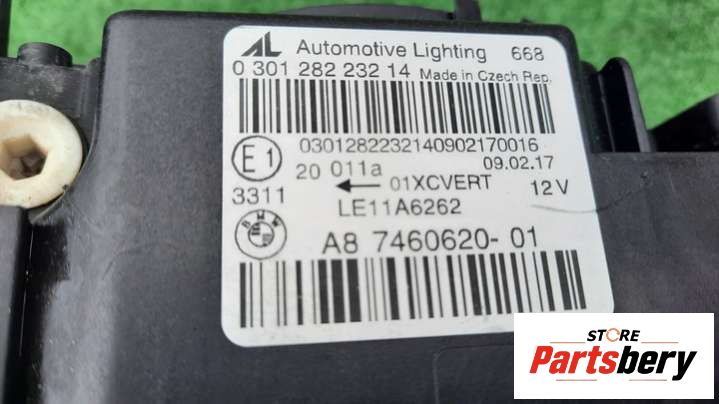 AL Automotive Lighting 668
0 301 282 232 14 Made in Czech Rep.
0301282232140902170016
E1 20 011a 09.02.17
3311 ← 01XCVERT 12 V
LE11A6262
BMW A8 7460620-01
STORE
Partsbery